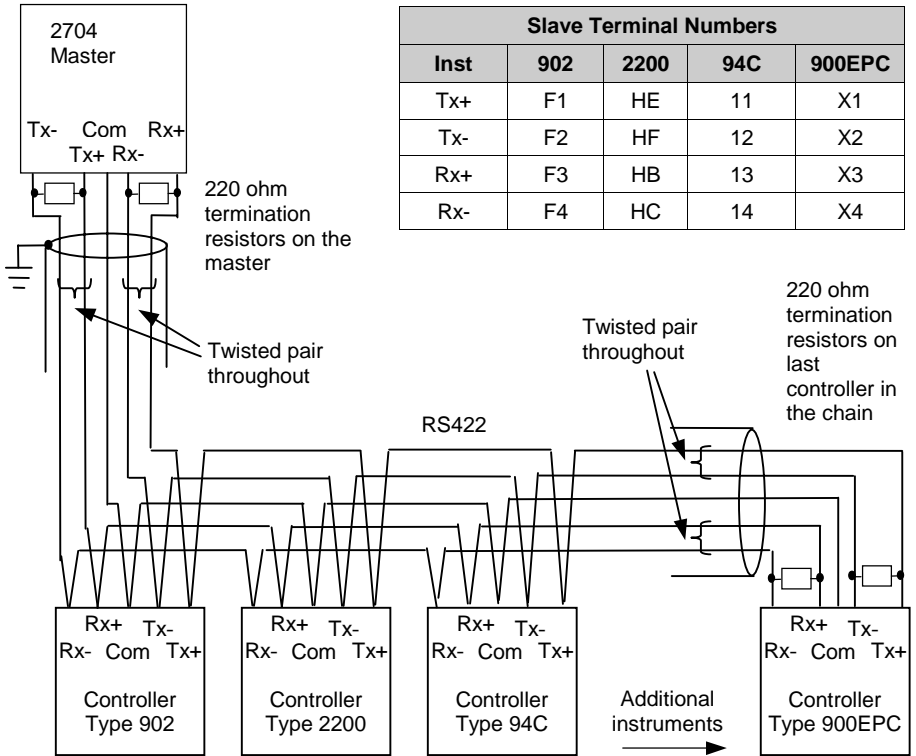 2704
Master
Tx- Com Rx+
Tx+ Rx-
220 ohm
termination
resistors on the
master
Slave Terminal Numbers
Inst 902 2200 94C 900EPC
Tx+ F1 HE 11 X1
Tx- F2 HF 12 X2
Rx+ F3 HB 13 X3
Rx- F4 HC 14 X4
Twisted pair
throughout
Twisted pair
throughout
220 ohm
termination
resistors on
last
controller in
the chain
RS422
Rx+ Tx-
Rx- Com Tx+
Controller
Type 902
Rx+ Tx-
Rx- Com Tx+
Controller
Type 2200
Rx+ Tx-
Rx- Com Tx+
Controller
Type 94C
Additional
instruments
Rx+ Tx-
Rx- Com Tx+
Controller
Type 900EPC